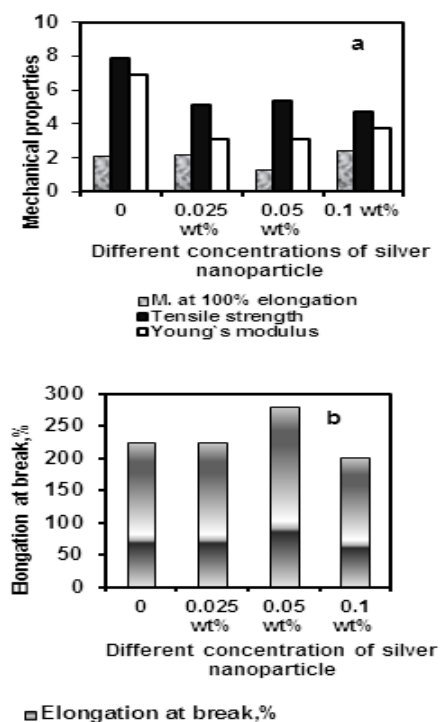 a
Mechanical properties
10
8
6
4
2
0
0 0.025 0.05 0.1 wt%
wt% wt%
Different concentrations of silver
nanoparticle
M. at 100% elongation
Tensile strength
Young`s modulus
b
Elongation at break,%
300
250
200
150
100
50
0
0 0.025 0.05 0.1
wt% wt% wt%
Different concentration of silver
nanoparticle
Elongation at break,%